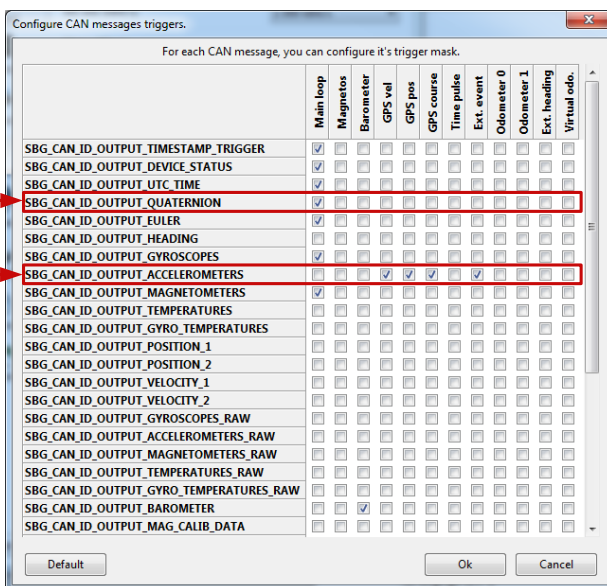 Configure CAN messages triggers.
For each CAN message, you can configure it's trigger mask.
Main loop
Magnetos
Barometer
GPS vel
GPS pos
GPS course
Time pulse
Ext. event
Odometer 0
Odometer 1
Ext. heading
Virtual odo.
SBG_CAN_ID_OUTPUT_TIMESTAMP_TRIGGER
SBG_CAN_ID_OUTPUT_DEVICE_STATUS
SBG_CAN_ID_OUTPUT_UTC_TIME
SBG_CAN_ID_OUTPUT_QUATERNION
SBG_CAN_ID_OUTPUT_EULER
SBG_CAN_ID_OUTPUT_HEADING
SBG_CAN_ID_OUTPUT_GYROSCOPES
SBG_CAN_ID_OUTPUT_ACCELEROMETERS
SBG_CAN_ID_OUTPUT_MAGNETOMETERS
SBG_CAN_ID_OUTPUT_TEMPERATURES
SBG_CAN_ID_OUTPUT_GYRO_TEMPERATURES
SBG_CAN_ID_OUTPUT_POSITION_1
SBG_CAN_ID_OUTPUT_POSITION_2
SBG_CAN_ID_OUTPUT_VELOCITY_1
SBG_CAN_ID_OUTPUT_VELOCITY_2
SBG_CAN_ID_OUTPUT_GYROSCOPES_RAW
SBG_CAN_ID_OUTPUT_ACCELEROMETERS_RAW
SBG_CAN_ID_OUTPUT_MAGNETOMETERS_RAW
SBG_CAN_ID_OUTPUT_TEMPERATURES_RAW
SBG_CAN_ID_OUTPUT_GYRO_TEMPERATURES_RAW
SBG_CAN_ID_OUTPUT_BAROMETER
SBG_CAN_ID_OUTPUT_MAG_CALIB_DATA
Default
Ok
Cancel